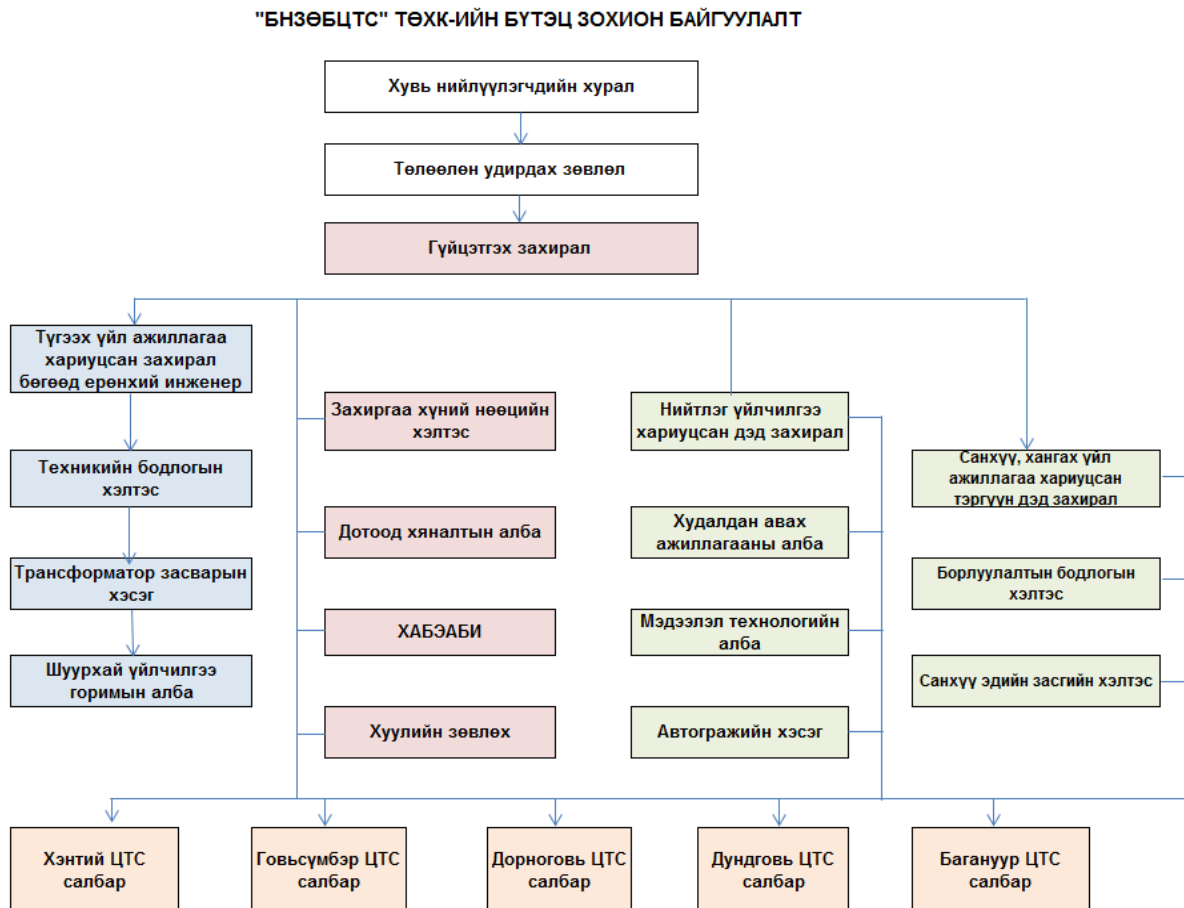 "БНЗӨБЦТС" ТӨХК-ИЙН БҮТЭЦ ЗОХИОН БАЙГУУЛАЛТ
Хувь нийлүүлэгчдийн хурал
Төлөөлөн удирдах зөвлөл
Гүйцэтгэх захирал
Түгээх үйл ажиллагаа
хариуцсан захирал
бөгөөд ерөнхий инженер
Техникийн бодлогын
хэлтэс
Трансформатор засварын
хэсэг
Шуурхай үйлчилгээ
горимын алба
Захиргаа хүний нөөцийн
хэлтэс
Дотоод хяналтын алба
ХАБЭАБИ
Хуулийн зөвлөх
Нийтлэг үйлчилгээ
хариуцсан дэд захирал
Худалдан авах
ажиллагааны алба
Мэдээлэл технологийн
алба
Автогражийн хэсэг
Санхүү, хангах үйл
ажиллагаа хариуцсан
тэргүүн дэд захирал
Борлуулалтын бодлогын
хэлтэс
Санхүү эдийн засгийн хэлтэс
Хэнтий ЦТС
салбар
Говьсүмбэр ЦТС
салбар
Дорноговь ЦТС
салбар
Дундговь ЦТС
салбар
Багануур ЦТС
салбар